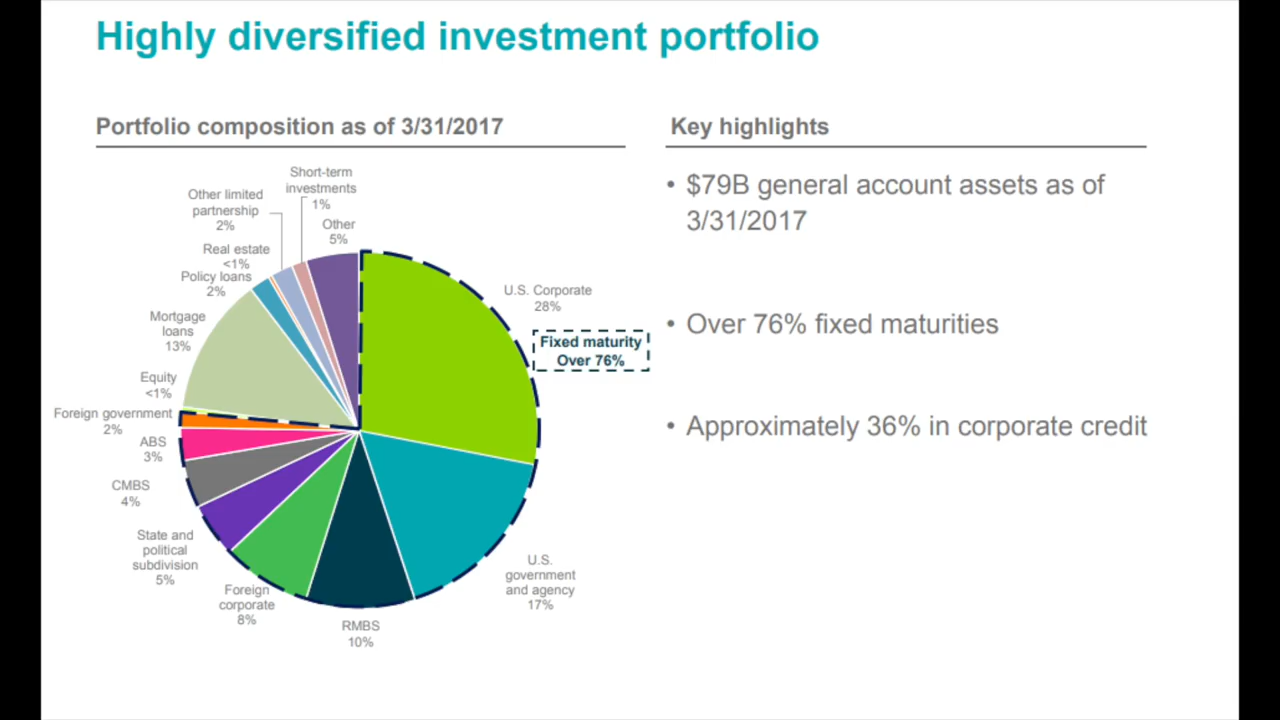 Highly diversified investment portfolio
Portfolio composition as of 3/31/2017
Short-term
investments
1%
Other limited
partnership
2%
Other
5%
Real estate
<1%
Policy loans
2%
Mortgage
loans
13%
Equity
<1%
Foreign government
2%
ABS
3%
CMBS
4%
State and
political
subdivision
5%
Foreign
corporate
8%
RMBS
10%
U.S.
government
and agency
17%
U.S. Corporate
28%
Fixed maturity
Over 76%
Key highlights
• $79B general account assets as of
3/31/2017
• Over 76% fixed maturities
• Approximately 36% in corporate credit